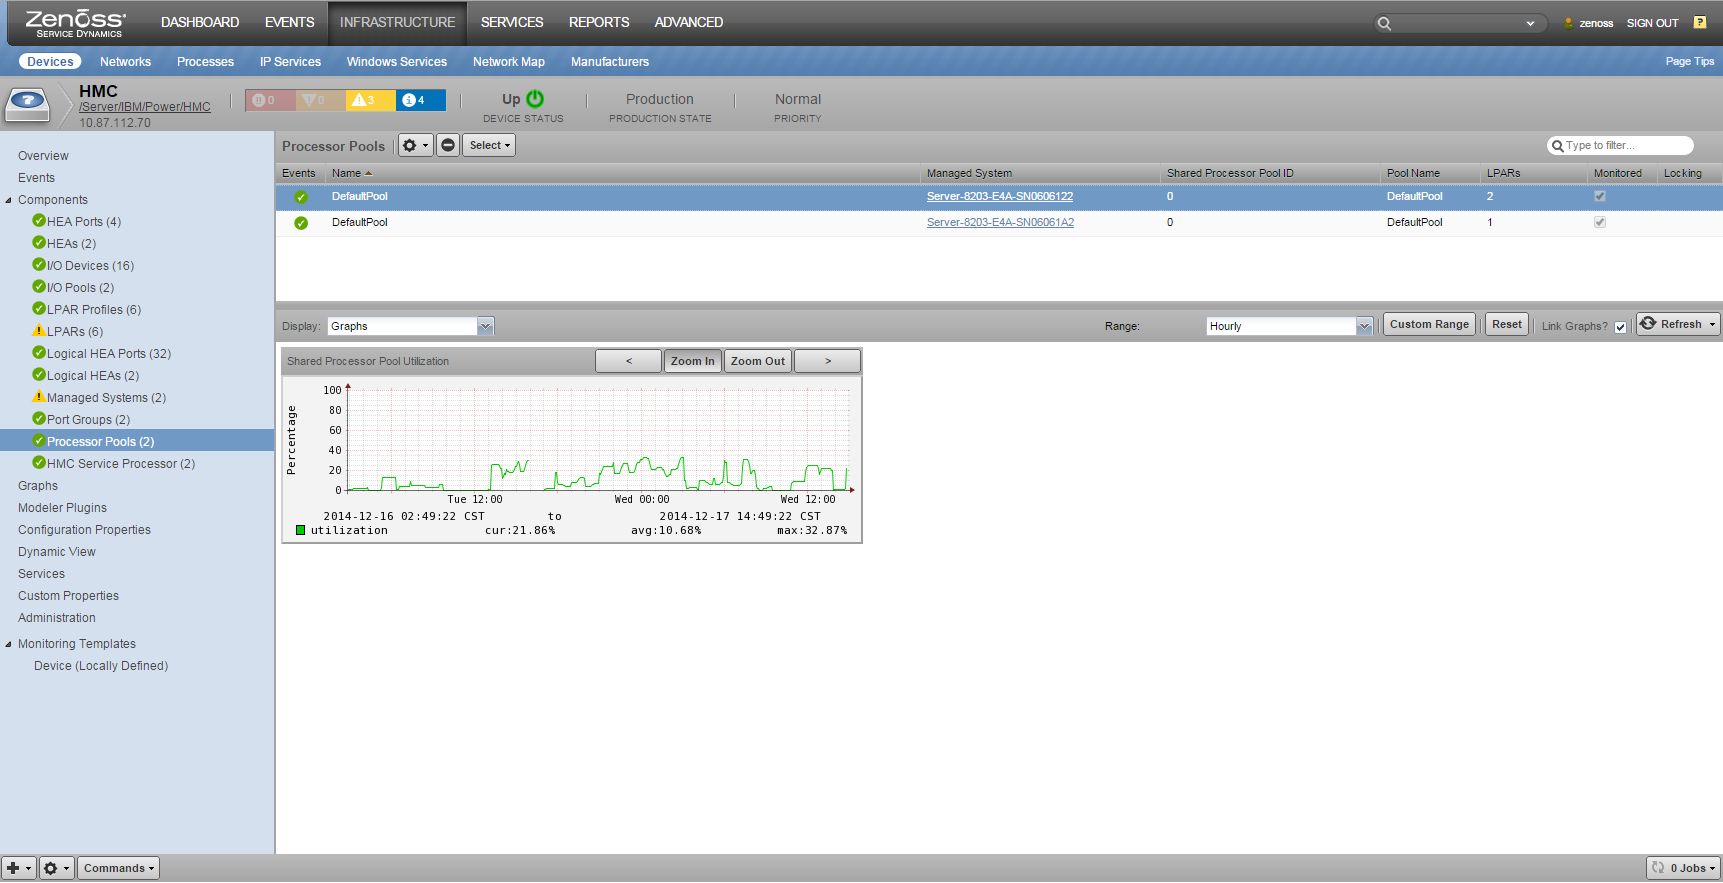 Zenoss
SERVICE DYNAMICS
DASHBOARD EVENTS INFRASTRUCTURE SERVICES REPORTS ADVANCED
zenoss SIGN OUT ?
Devices Networks Processes IP Services Windows Services Network Map Manufacturers Page Tips
HMC
/Server/IBM/Power/HMC
10.87.112.70
0 0 3 4
Up
DEVICE STATUS
Production
PRODUCTION STATE
Normal
PRIORITY
Overview
Events
Components
HEA Ports (4)
HEAs (2)
I/O Devices (16)
I/O Pools (2)
LPAR Profiles (6)
LPARs (6)
Logical HEA Ports (32)
Logical HEAs (2)
Managed Systems (2)
Port Groups (2)
Processor Pools (2)
HMC Service Processor (2)
Graphs
Modeler Plugins
Configuration Properties
Dynamic View
Services
Custom Properties
Administration
Monitoring Templates
Device (Locally Defined)
Processor Pools Select Type to filter...
Events Name Managed System Shared Processor Pool ID Pool Name LPARs Monitored Locking
DefaultPool Server-8203-E4A-SN0606122 0 DefaultPool 2
DefaultPool Server-8203-E4A-SN06061A2 0 DefaultPool 1
Display: Graphs Range: Hourly Custom Range Reset Link Graphs? Refresh
Shared Processor Pool Utilization < Zoom In Zoom Out >
Percentage
100
80
60
40
20
0
Tue 12:00 Wed 00:00 Wed 12:00
2014-12-16 02:49:22 CST to 2014-12-17 14:49:22 CST
utilization cur:21.86% avg:10.68% max:32.87%
Commands 0 Jobs